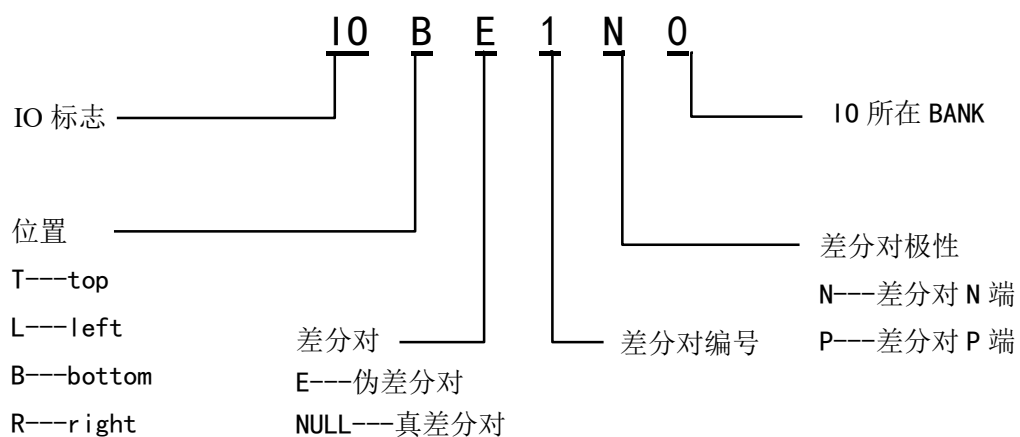 IO B E 1 N 0
IO 标志
IO 所在 BANK
位置
T---top
L---left
B---bottom
R---right
差分对
E---伪差分对
NULL---真差分对
差分对编号
差分对极性
N---差分对 N 端
P---差分对 P 端